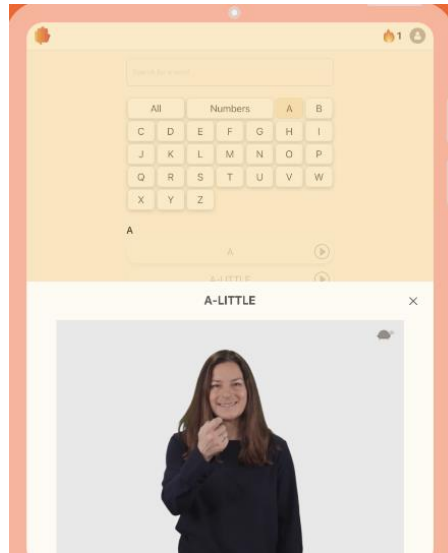 1
All Numbers A B
C D E F G H I
J K L M N O P
Q R S T U V W
X Y Z
A
A
A-LITTLE
A-LITTLE